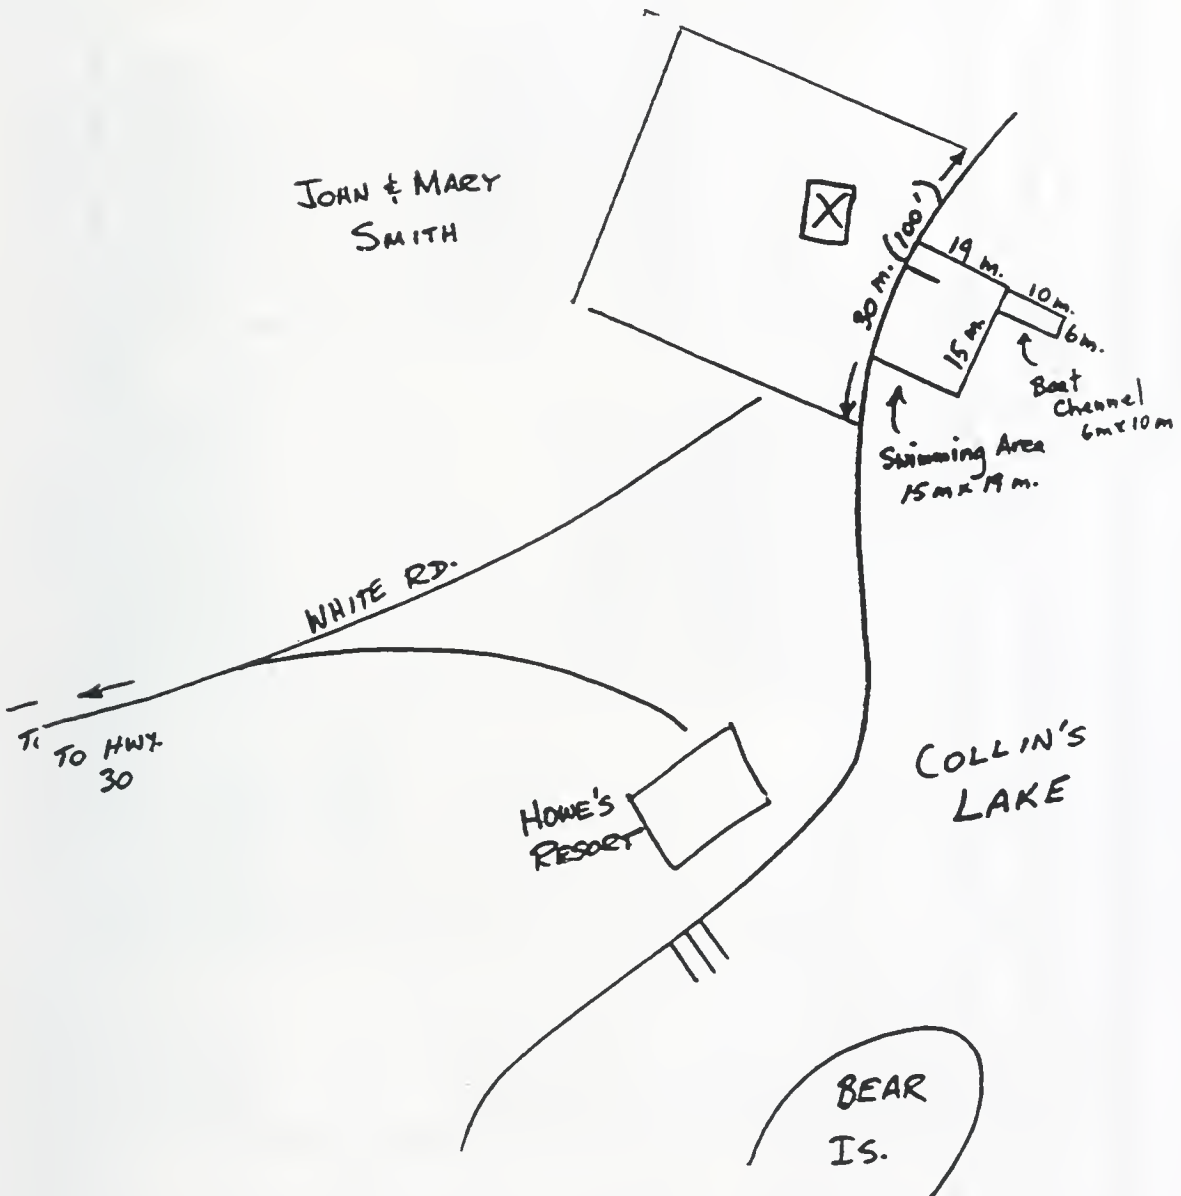 JOHN & MARY
SMITH
30 m. (100')
19 m.
10 m.
6 m.
15 m.
Boat
Channel
6m x 10m
Swimming Area
15m x 19m.
WHITE RD.
TO HWY
30
HOWE'S
RESORT
COLLIN'S
LAKE
BEAR
IS.